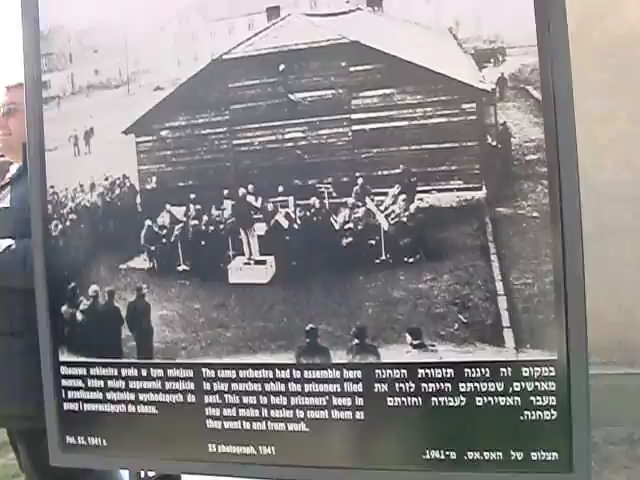 Obozowa orkiestra grała w tym miejscu
marsze, które miały usprawnić przejście
i przeliczanie więźniów wychodzących do
pracy i powracających do obozu.
Fot. SS, 1941 r.
The camp orchestra had to assemble here
to play marches while the prisoners filed
past. This was to help prisoners' keep in
step and make it easier to count them as
they went to and from work.
SS photograph, 1941
במקום זה ניגנה תזמורת המחנה
מארשים, שמטרתם הייתה לזרז את
מעבר האסירים לעבודה וחזרתם
למחנה.
תצלום של האס.אס. מ־1941.